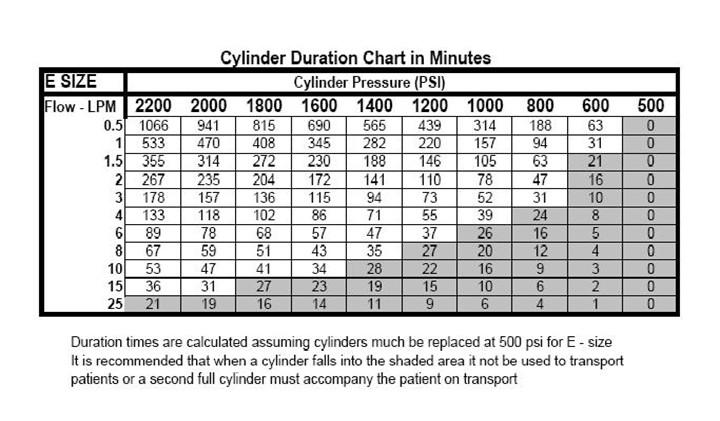 Cylinder Duration Chart in Minutes
E SIZE Cylinder Pressure (PSI)
Flow - LPM 2200 2000 1800 1600 1400 1200 1000 800 600 500
0.5 1066 941 815 690 565 439 314 188 63 0
1 533 470 408 345 282 220 157 94 31 0
1.5 355 314 272 230 188 146 105 63 21 0
2 267 235 204 172 141 110 78 47 16 0
3 178 157 136 115 94 73 52 31 10 0
4 133 118 102 86 71 55 39 24 8 0
6 89 78 68 57 47 37 26 16 5 0
8 67 59 51 43 35 27 20 12 4 0
10 53 47 41 34 28 22 16 9 3 0
15 36 31 27 23 19 15 10 6 2 0
25 21 19 16 14 11 9 6 4 1 0
Duration times are calculated assuming cylinders much be replaced at 500 psi for E - size
It is recommended that when a cylinder falls into the shaded area it not be used to transport
patients or a second full cylinder must accompany the patient on transport